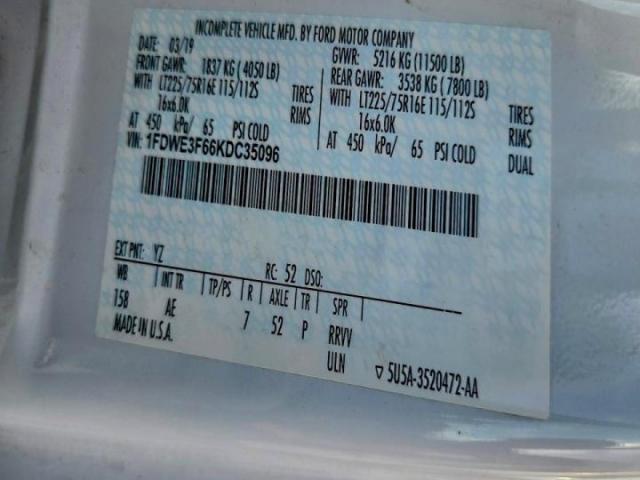 INCOMPLETE VEHICLE MFD. BY FORD MOTOR COMPANY
DATE: 03/19 GVWR: 5216 KG (11500 LB)
FRONT GAWR: 1837 KG (4050 LB) REAR GAWR: 3538 KG (7800 LB)
WITH LT225/75R16E 115/112S TIRES WITH LT225/75R16E 115/112S TIRES
16x6.0K RIMS 16x6.0K RIMS
AT 450 kPa/ 65 PSI COLD AT 450 kPa/ 65 PSI COLD DUAL
VIN: 1FDWE3F66KDC35096
EXT PNT: YZ RC: 52 DSO:
WB INT TR TP/PS R AXLE TR SPR
158 AE 7 52 P RRVV
MADE IN U.S.A. ULN ▽ 5U5A-3520472-AA